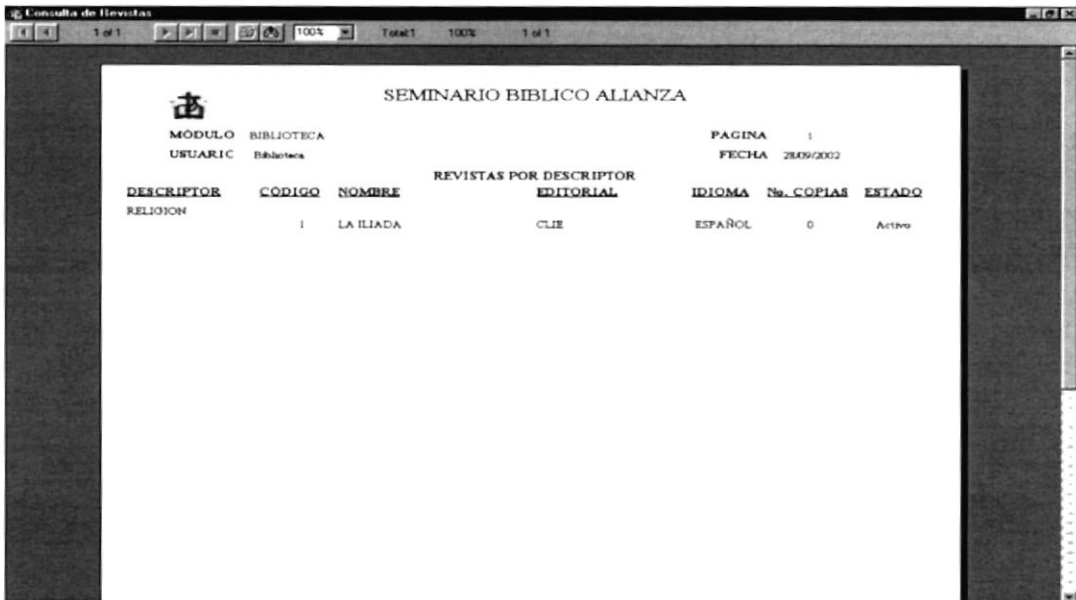 Consulta de Revistas
1 of 1 100% Total:1 100% 1 of 1
SEMINARIO BIBLICO ALIANZA
MÓDULO BIBLIOTECA PAGINA 1
USUARIC Biblioteca FECHA 28/09/2002
REVISTAS POR DESCRIPTOR
DESCRIPTOR CODIGO NOMBRE EDITORIAL IDIOMA No. COPIAS ESTADO
RELIGION
1 LA ILIADA CLIE ESPAÑOL 0 Activo